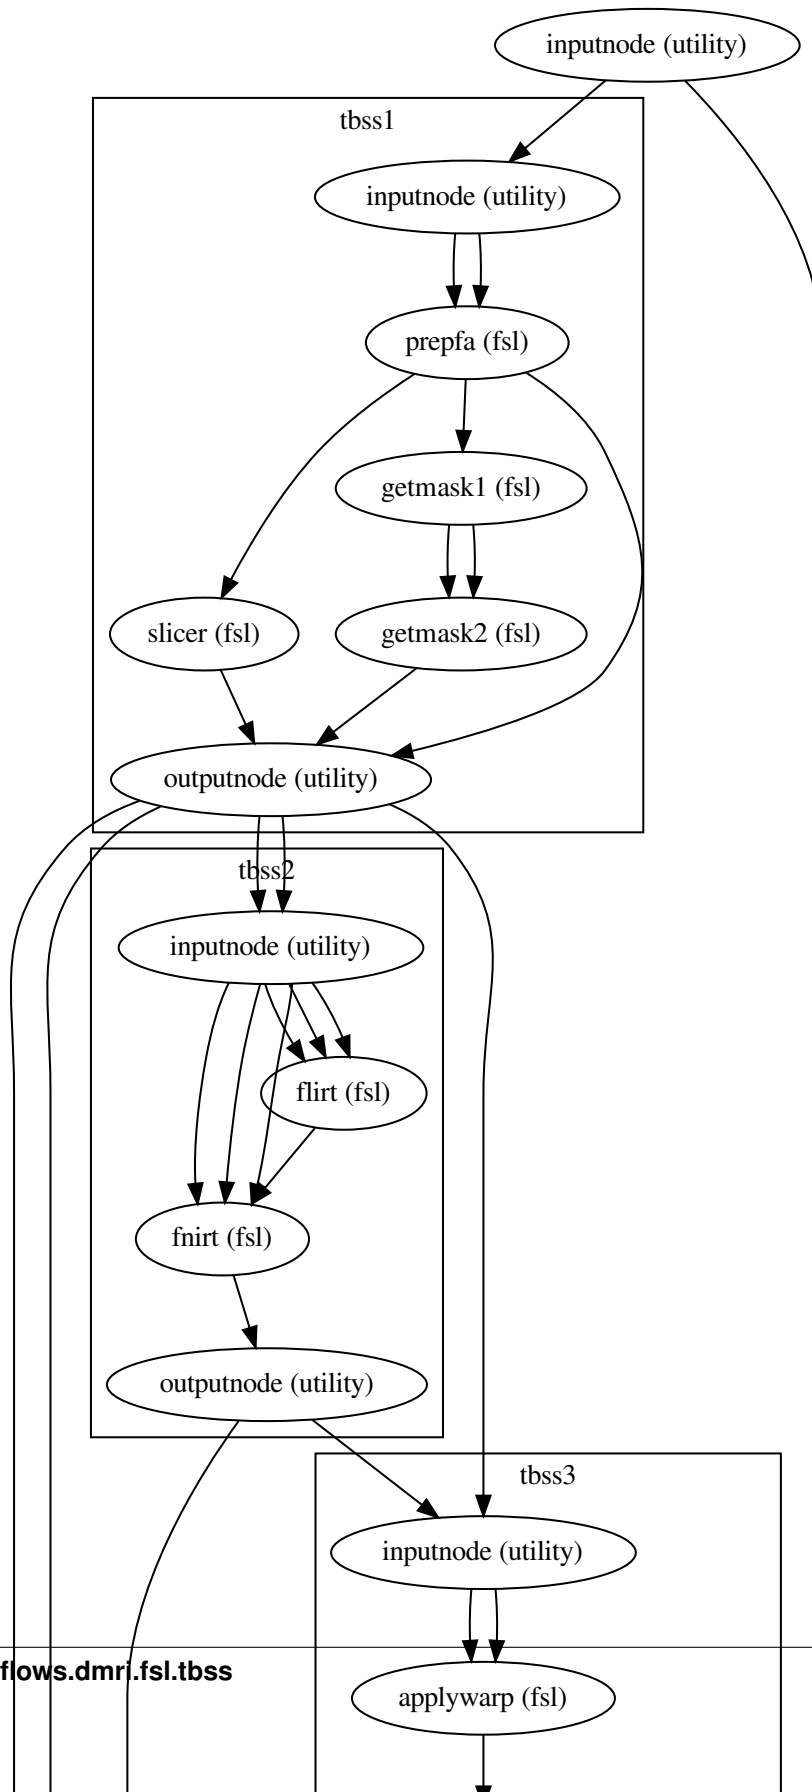 inputnode (utility)
tbss1
inputnode (utility)
prepfa (fsl)
getmask1 (fsl)
slicer (fsl)
getmask2 (fsl)
outputnode (utility)
tbss2
inputnode (utility)
flirt (fsl)
fnirt (fsl)
outputnode (utility)
tbss3
inputnode (utility)
flows.dmri.fsl.tbss
applywarp (fsl)